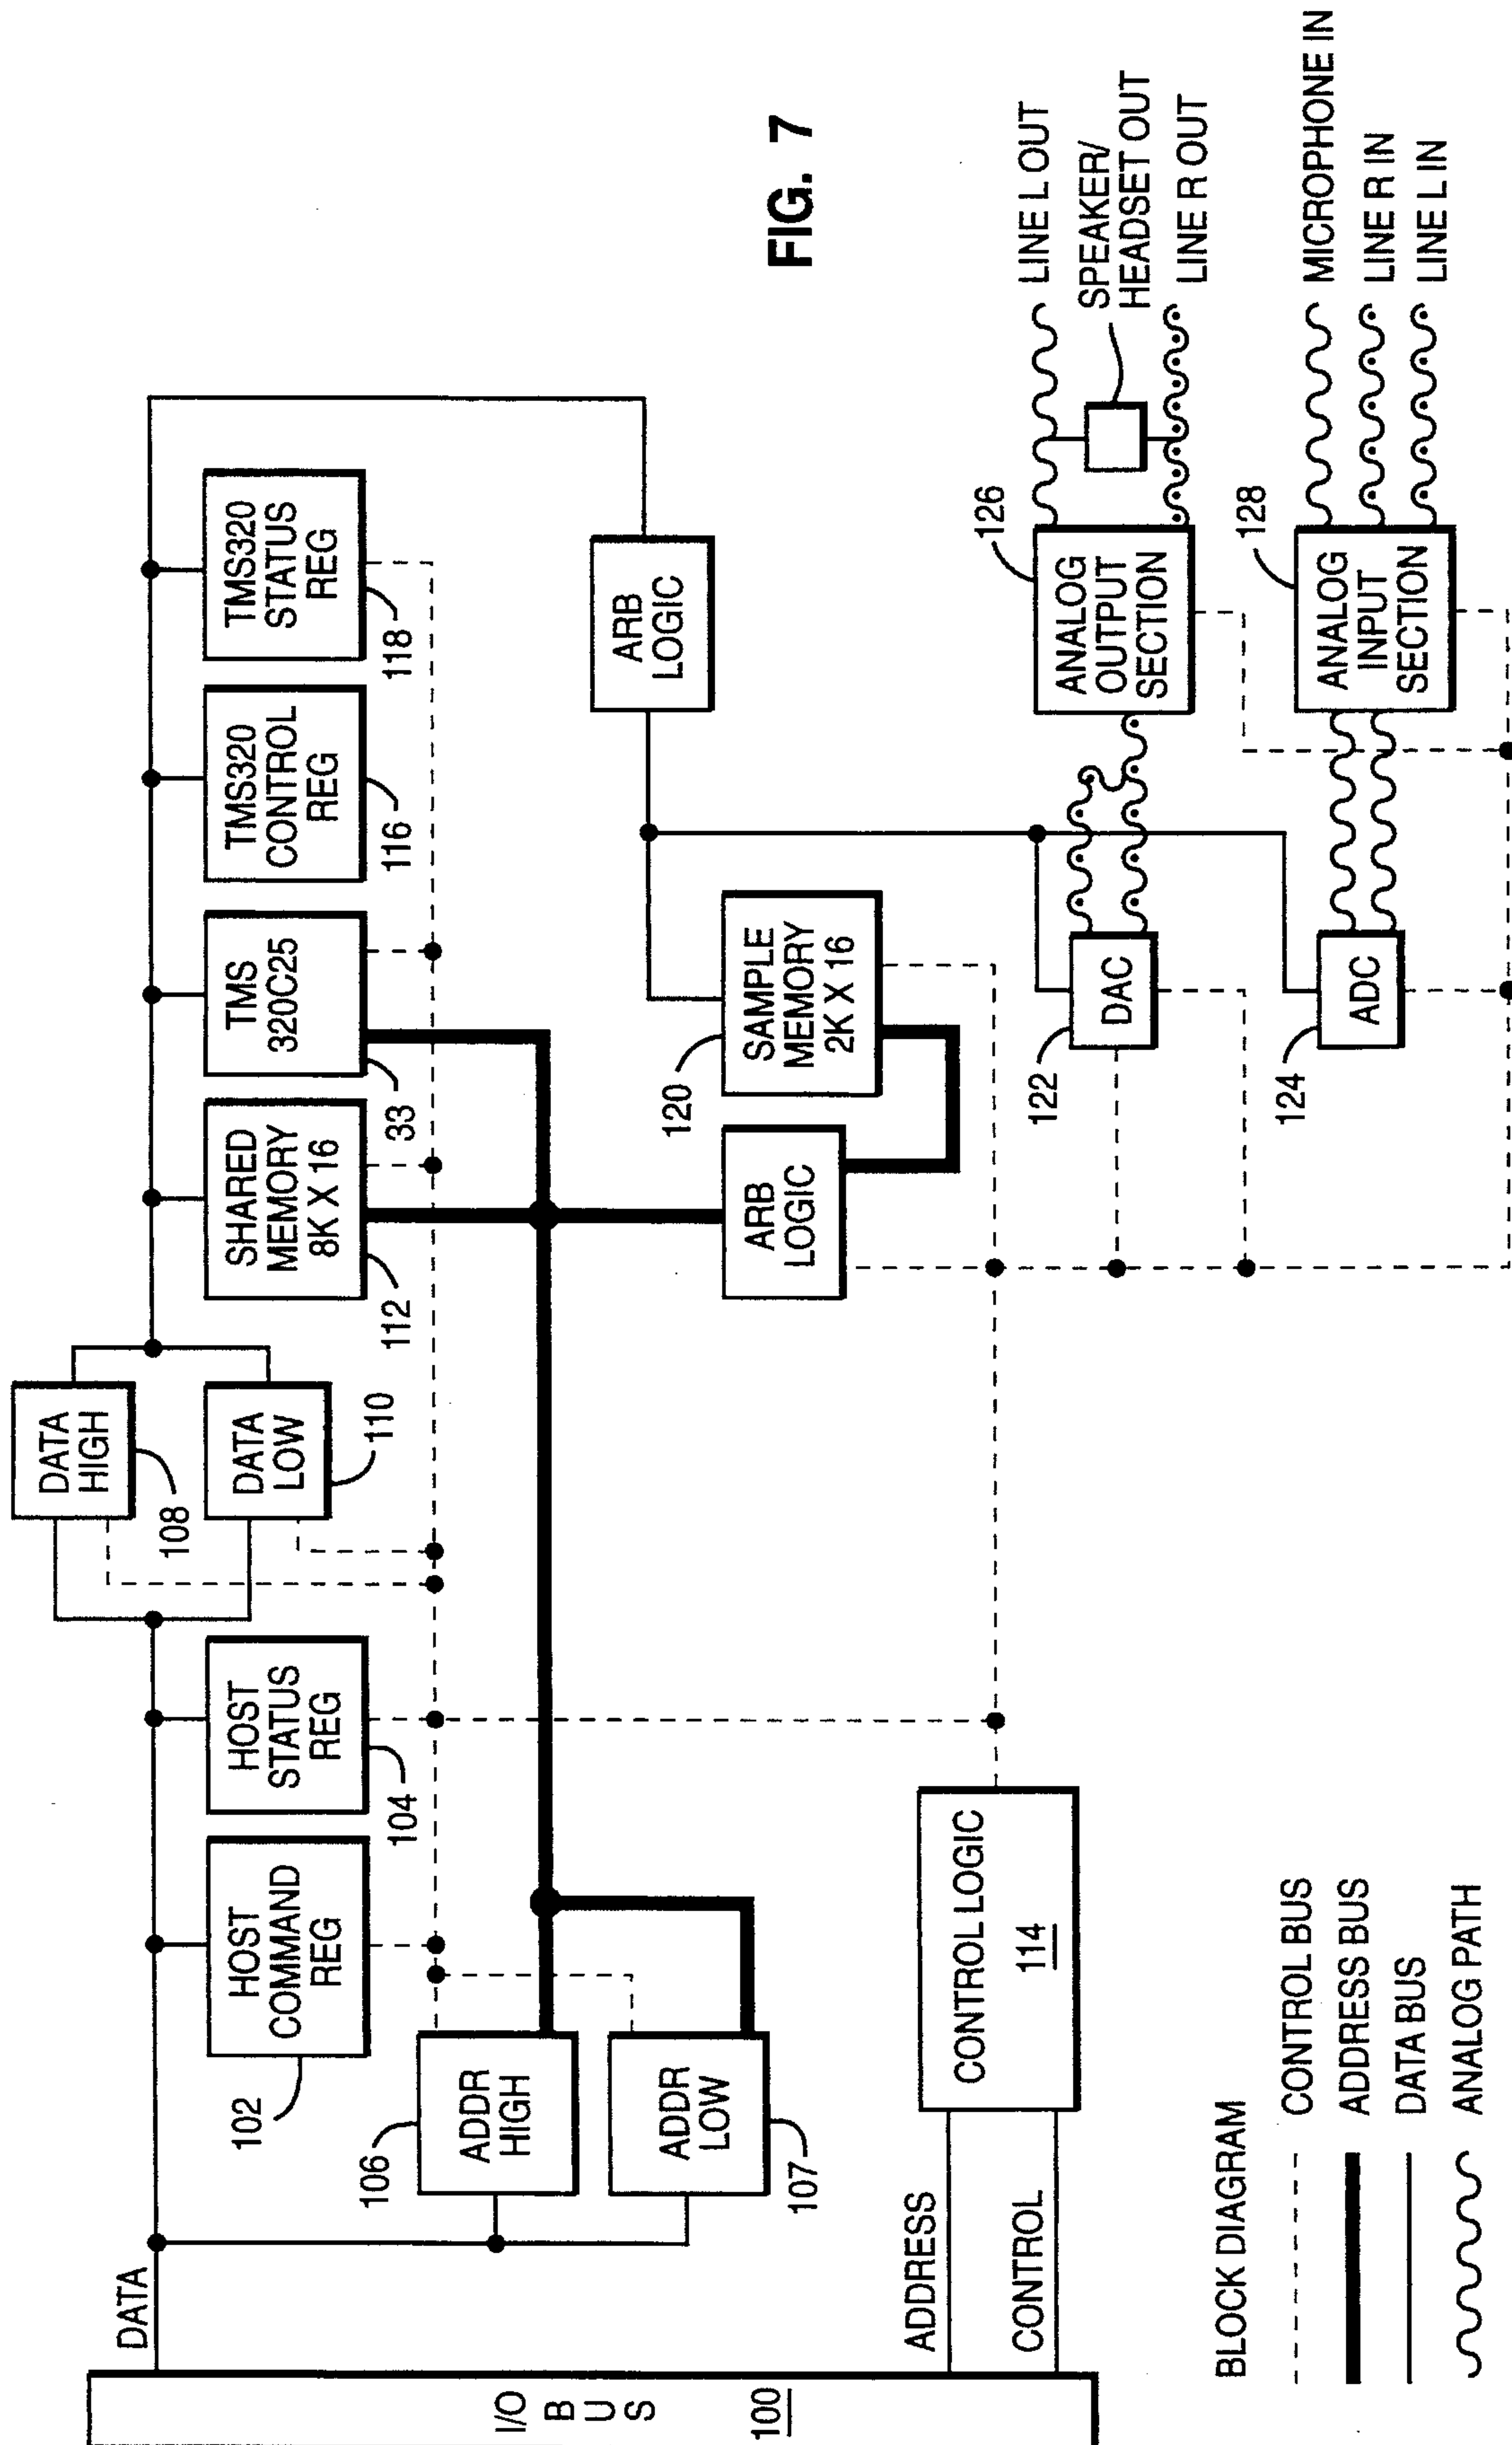 FIG. 7
I/O
B
U
S
100
DATA
ADDRESS
CONTROL
HOST
COMMAND
REG
102
HOST
STATUS
REG
104
ADDR
HIGH
106
ADDR
LOW
107
DATA
HIGH
108
DATA
LOW
110
SHARED
MEMORY
8K X 16
112
TMS
320C25
33
TMS320
CONTROL
REG
116
TMS320
STATUS
REG
118
ARB
LOGIC
ARB
LOGIC
SAMPLE
MEMORY
2K X 16
120
CONTROL LOGIC
114
DAC
122
ADC
124
ANALOG
OUTPUT
SECTION
126
ANALOG
INPUT
SECTION
128
LINE L OUT
SPEAKER/
HEADSET OUT
LINE R OUT
MICROPHONE IN
LINE R IN
LINE L IN
BLOCK DIAGRAM
CONTROL BUS
ADDRESS BUS
DATA BUS
ANALOG PATH